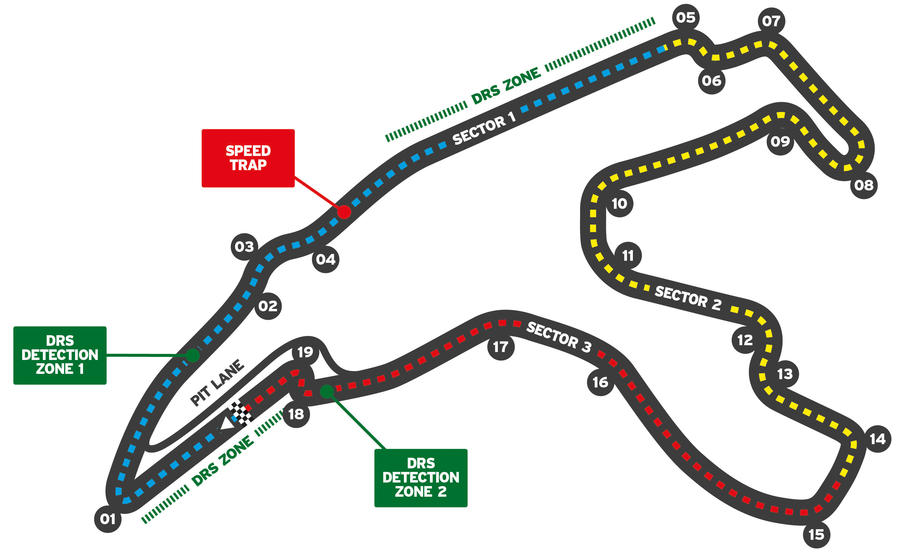 05
07
06
DRS ZONE
SECTOR 1
SPEED
TRAP
09
08
10
03
04
11
02
SECTOR 2
DRS
DETECTION
ZONE 1
12
SECTOR 3
17
19
PIT LANE
13
16
18
14
DRS ZONE
DRS
DETECTION
ZONE 2
01
15